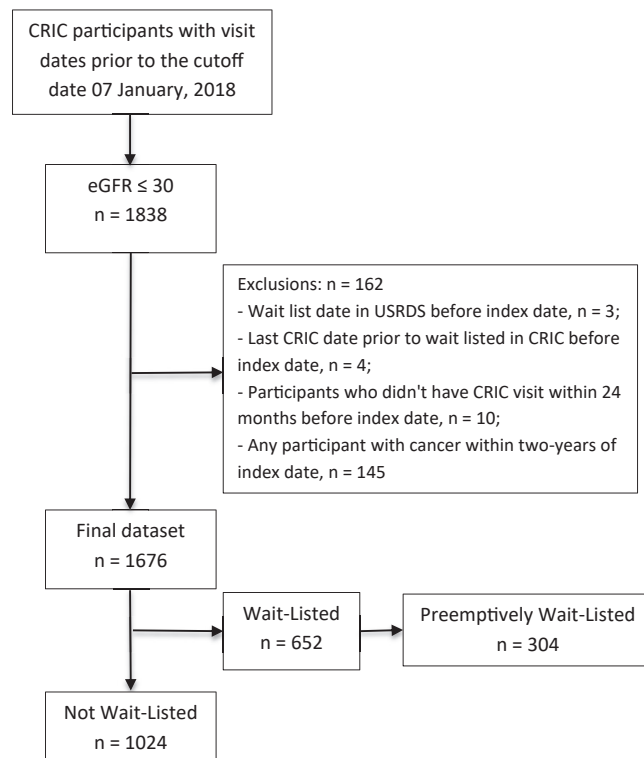 CRIC participants with visit
dates prior to the cutoff
date 07 January, 2018
eGFR ≤ 30
n = 1838
Exclusions: n = 162
- Wait list date in USRDS before index date, n = 3;
- Last CRIC date prior to wait listed in CRIC before
index date, n = 4;
- Participants who didn't have CRIC visit within 24
months before index date, n = 10;
- Any participant with cancer within two-years of
index date, n = 145
Final dataset
n = 1676
Wait-Listed
n = 652
Preemptively Wait-Listed
n = 304
Not Wait-Listed
n = 1024